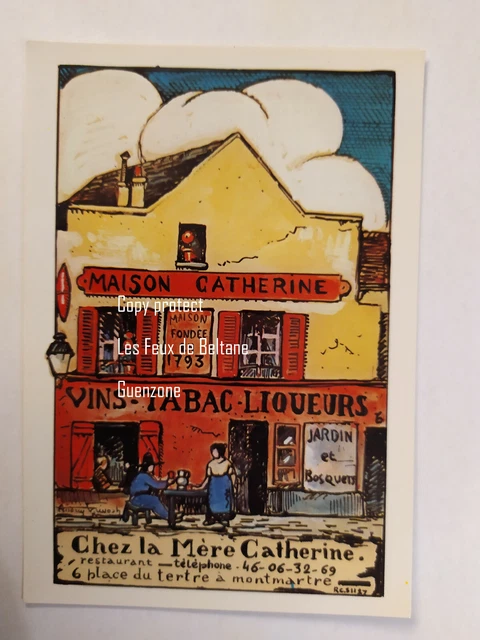 MAISON CATHERINE
Copy protect
MAISON
FONDÉE
1793
Les Feux de Beltane
Guenzone
VINS-TABAC-LIQUEURS
6
JARDIN
et
BOSQUETS
Chez la Mère Catherine.
restaurant — téléphone - 46-06-32-69
6 place du tertre à montmartre